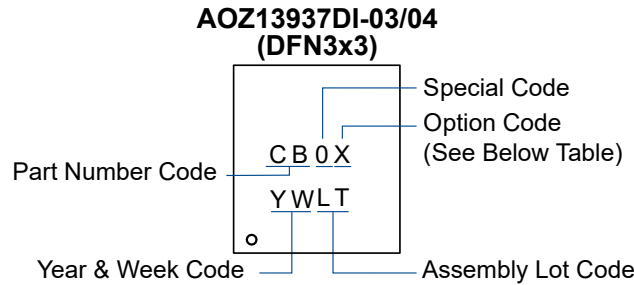 AOZ13937DI-03/04
(DFN3x3)
Special Code
Option Code
(See Below Table)
CB0X
Part Number Code
YWLT
Year & Week Code
Assembly Lot Code